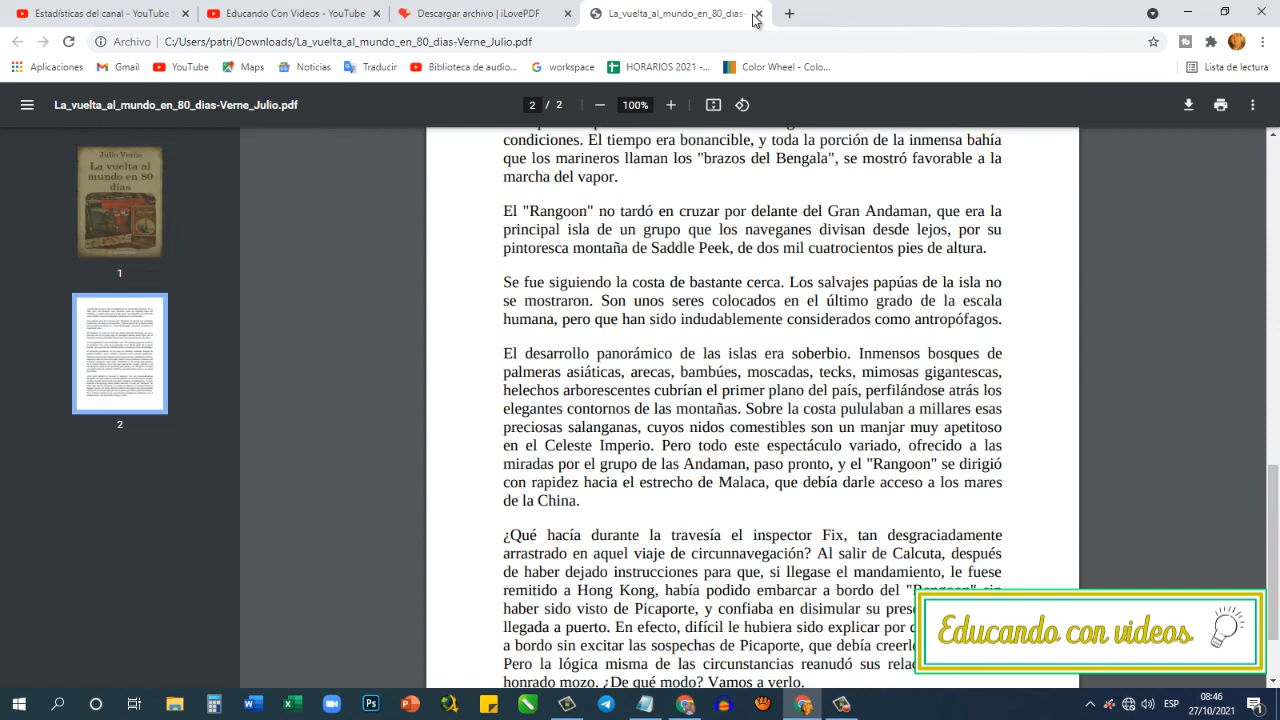 Estadísticas del canal - YouTube S
Educando Con Videos - YouTube
Descargar archivo | iLovePDF
La_vuelta_al_mundo_en_80_dias-
Archivo | C:/Users/patri/Downloads/La_vuelta_al_mundo_en_80_dias-Verne_Julio.pdf
Aplicaciones Gmail YouTube Maps Noticias Traducir Biblioteca de audio... workspace HORARIOS 2021 -... Color Wheel - Colo... Lista de lectura
La_vuelta_al_mundo_en_80_dias-Verne_Julio.pdf 2 / 2 100%
Julio Verne
La vuelta al
mundo en 80
días
1
2
condiciones. El tiempo era bonancible, y toda la porción de la inmensa bahía
que los marineros llaman los "brazos del Bengala", se mostró favorable a la
marcha del vapor.
El "Rangoon" no tardó en cruzar por delante del Gran Andaman, que era la
principal isla de un grupo que los naveganes divisan desde lejos, por su
pintoresca montaña de Saddle Peek, de dos mil cuatrocientos pies de altura.
Se fue siguiendo la costa de bastante cerca. Los salvajes papúas de la isla no
se mostraron. Son unos seres colocados en el último grado de la escala
humana, pero que han sido indudablemente considerados como antropófagos.
El desarrollo panorámico de las islas era soberbio. Inmensos bosques de
palmeras asiáticas, arecas, bambúes, moscadas, tecks, mimosas gigantescas,
helechos arborescentes cubrían el primer plano del país, perfilándose atrás los
elegantes contornos de las montañas. Sobre la costa pululaban a millares esas
preciosas salanganas, cuyos nidos comestibles son un manjar muy apetitoso
en el Celeste Imperio. Pero todo este espectáculo variado, ofrecido a las
miradas por el grupo de las Andaman, paso pronto, y el "Rangoon" se dirigió
con rapidez hacia el estrecho de Malaca, que debía darle acceso a los mares
de la China.
¿Qué hacía durante la travesía el inspector Fix, tan desgraciadamente
arrastrado en aquel viaje de circunnavegación? Al salir de Calcuta, después
de haber dejado instrucciones para que, si llegase el mandamiento, le fuese
remitido a Hong Kong, había podido embarcar a bordo del "Rangoon" sin
haber sido visto de Picaporte, y confiaba en disimular su
llegada a puerto. En efecto, difícil le hubiera sido explicar por
a bordo sin excitar las sospechas de Picaporte, que debía
Pero la lógica misma de las circunstancias reanudó sus
honrado mozo. ¿De qué modo? Vamos a verlo.
Educando con videos
ESP
08:46
27/10/2021